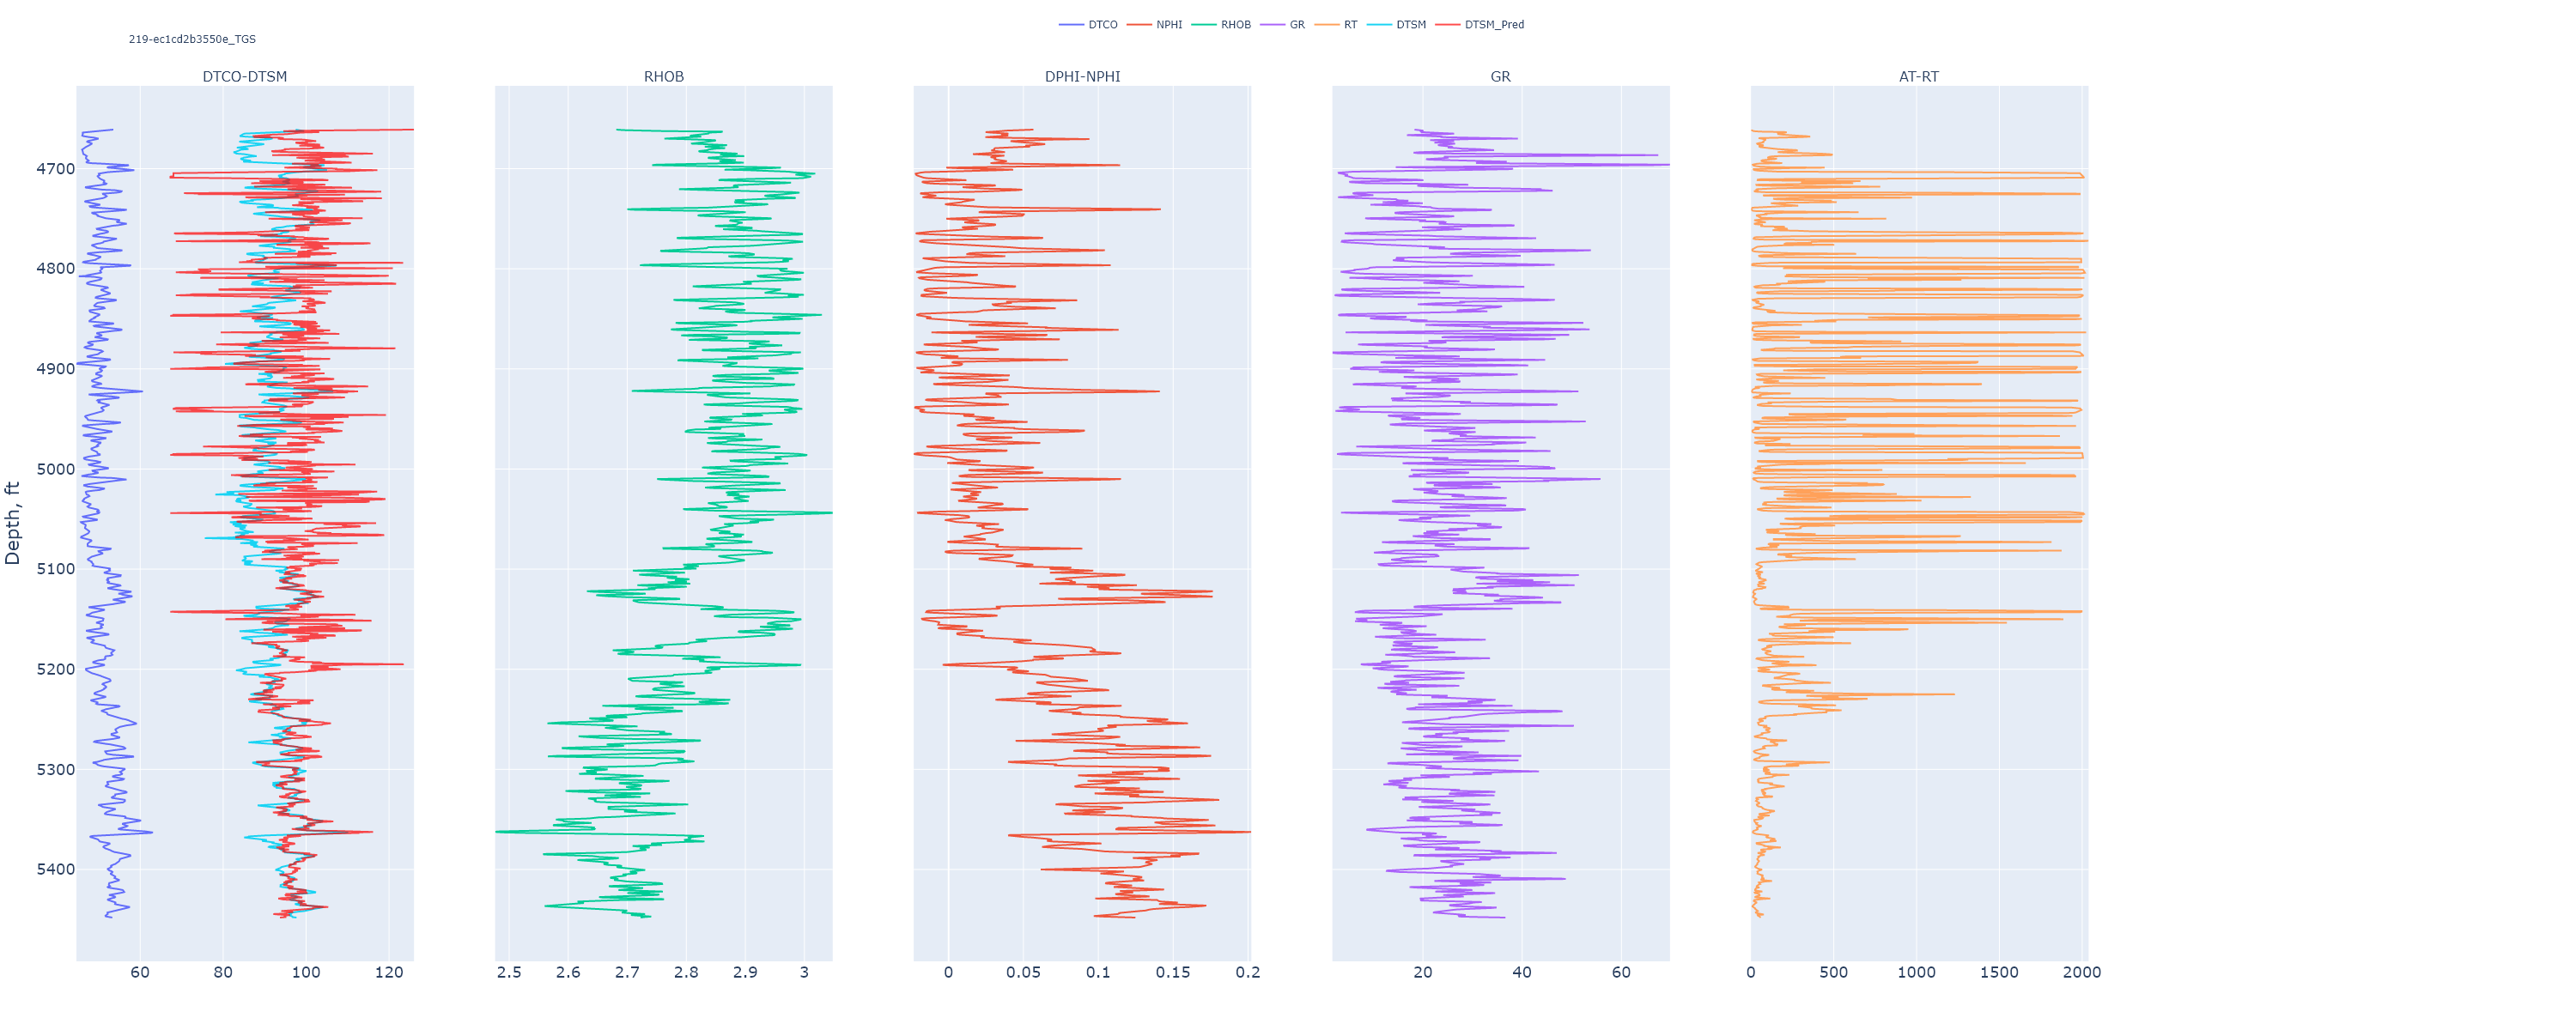 DTCO NPHI RHOB GR RT DTSM DTSM_Pred
219-ec1cd2b3550e_TGS
DTCO-DTSM RHOB DPHI-NPHI GR AT-RT
Depth, ft
4700
4800
4900
5000
5100
5200
5300
5400
60 80 100 120 2.5 2.6 2.7 2.8 2.9 3 0 0.05 0.1 0.15 0.2 20 40 60 0 500 1000 1500 2000